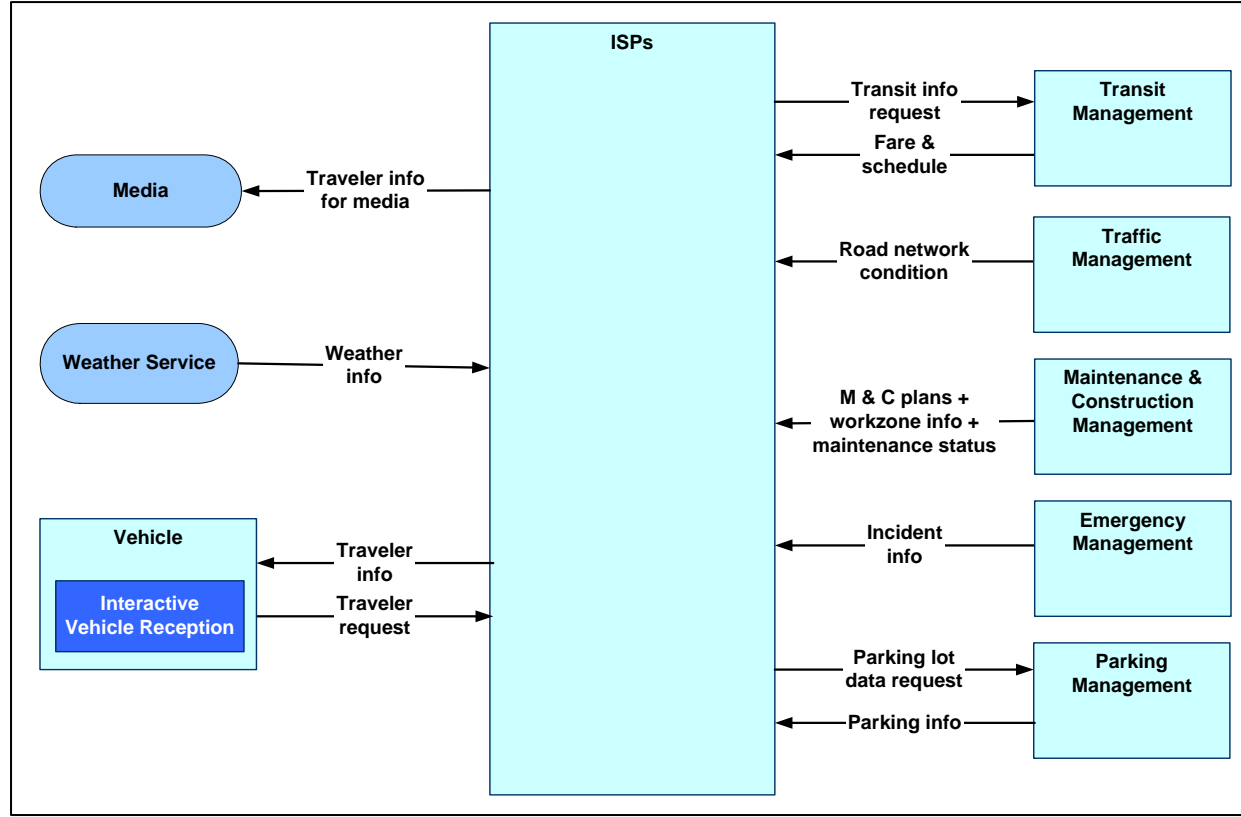 ISPs
Transit info
request
Transit
Management
Fare &
schedule
Media
Traveler info
for media
Road network
condition
Traffic
Management
Weather Service
Weather
info
M & C plans +
workzone info +
maintenance status
Maintenance &
Construction
Management
Vehicle
Interactive
Vehicle Reception
Traveler
info
Traveler
request
Incident
info
Emergency
Management
Parking lot
data request
Parking
Management
Parking info